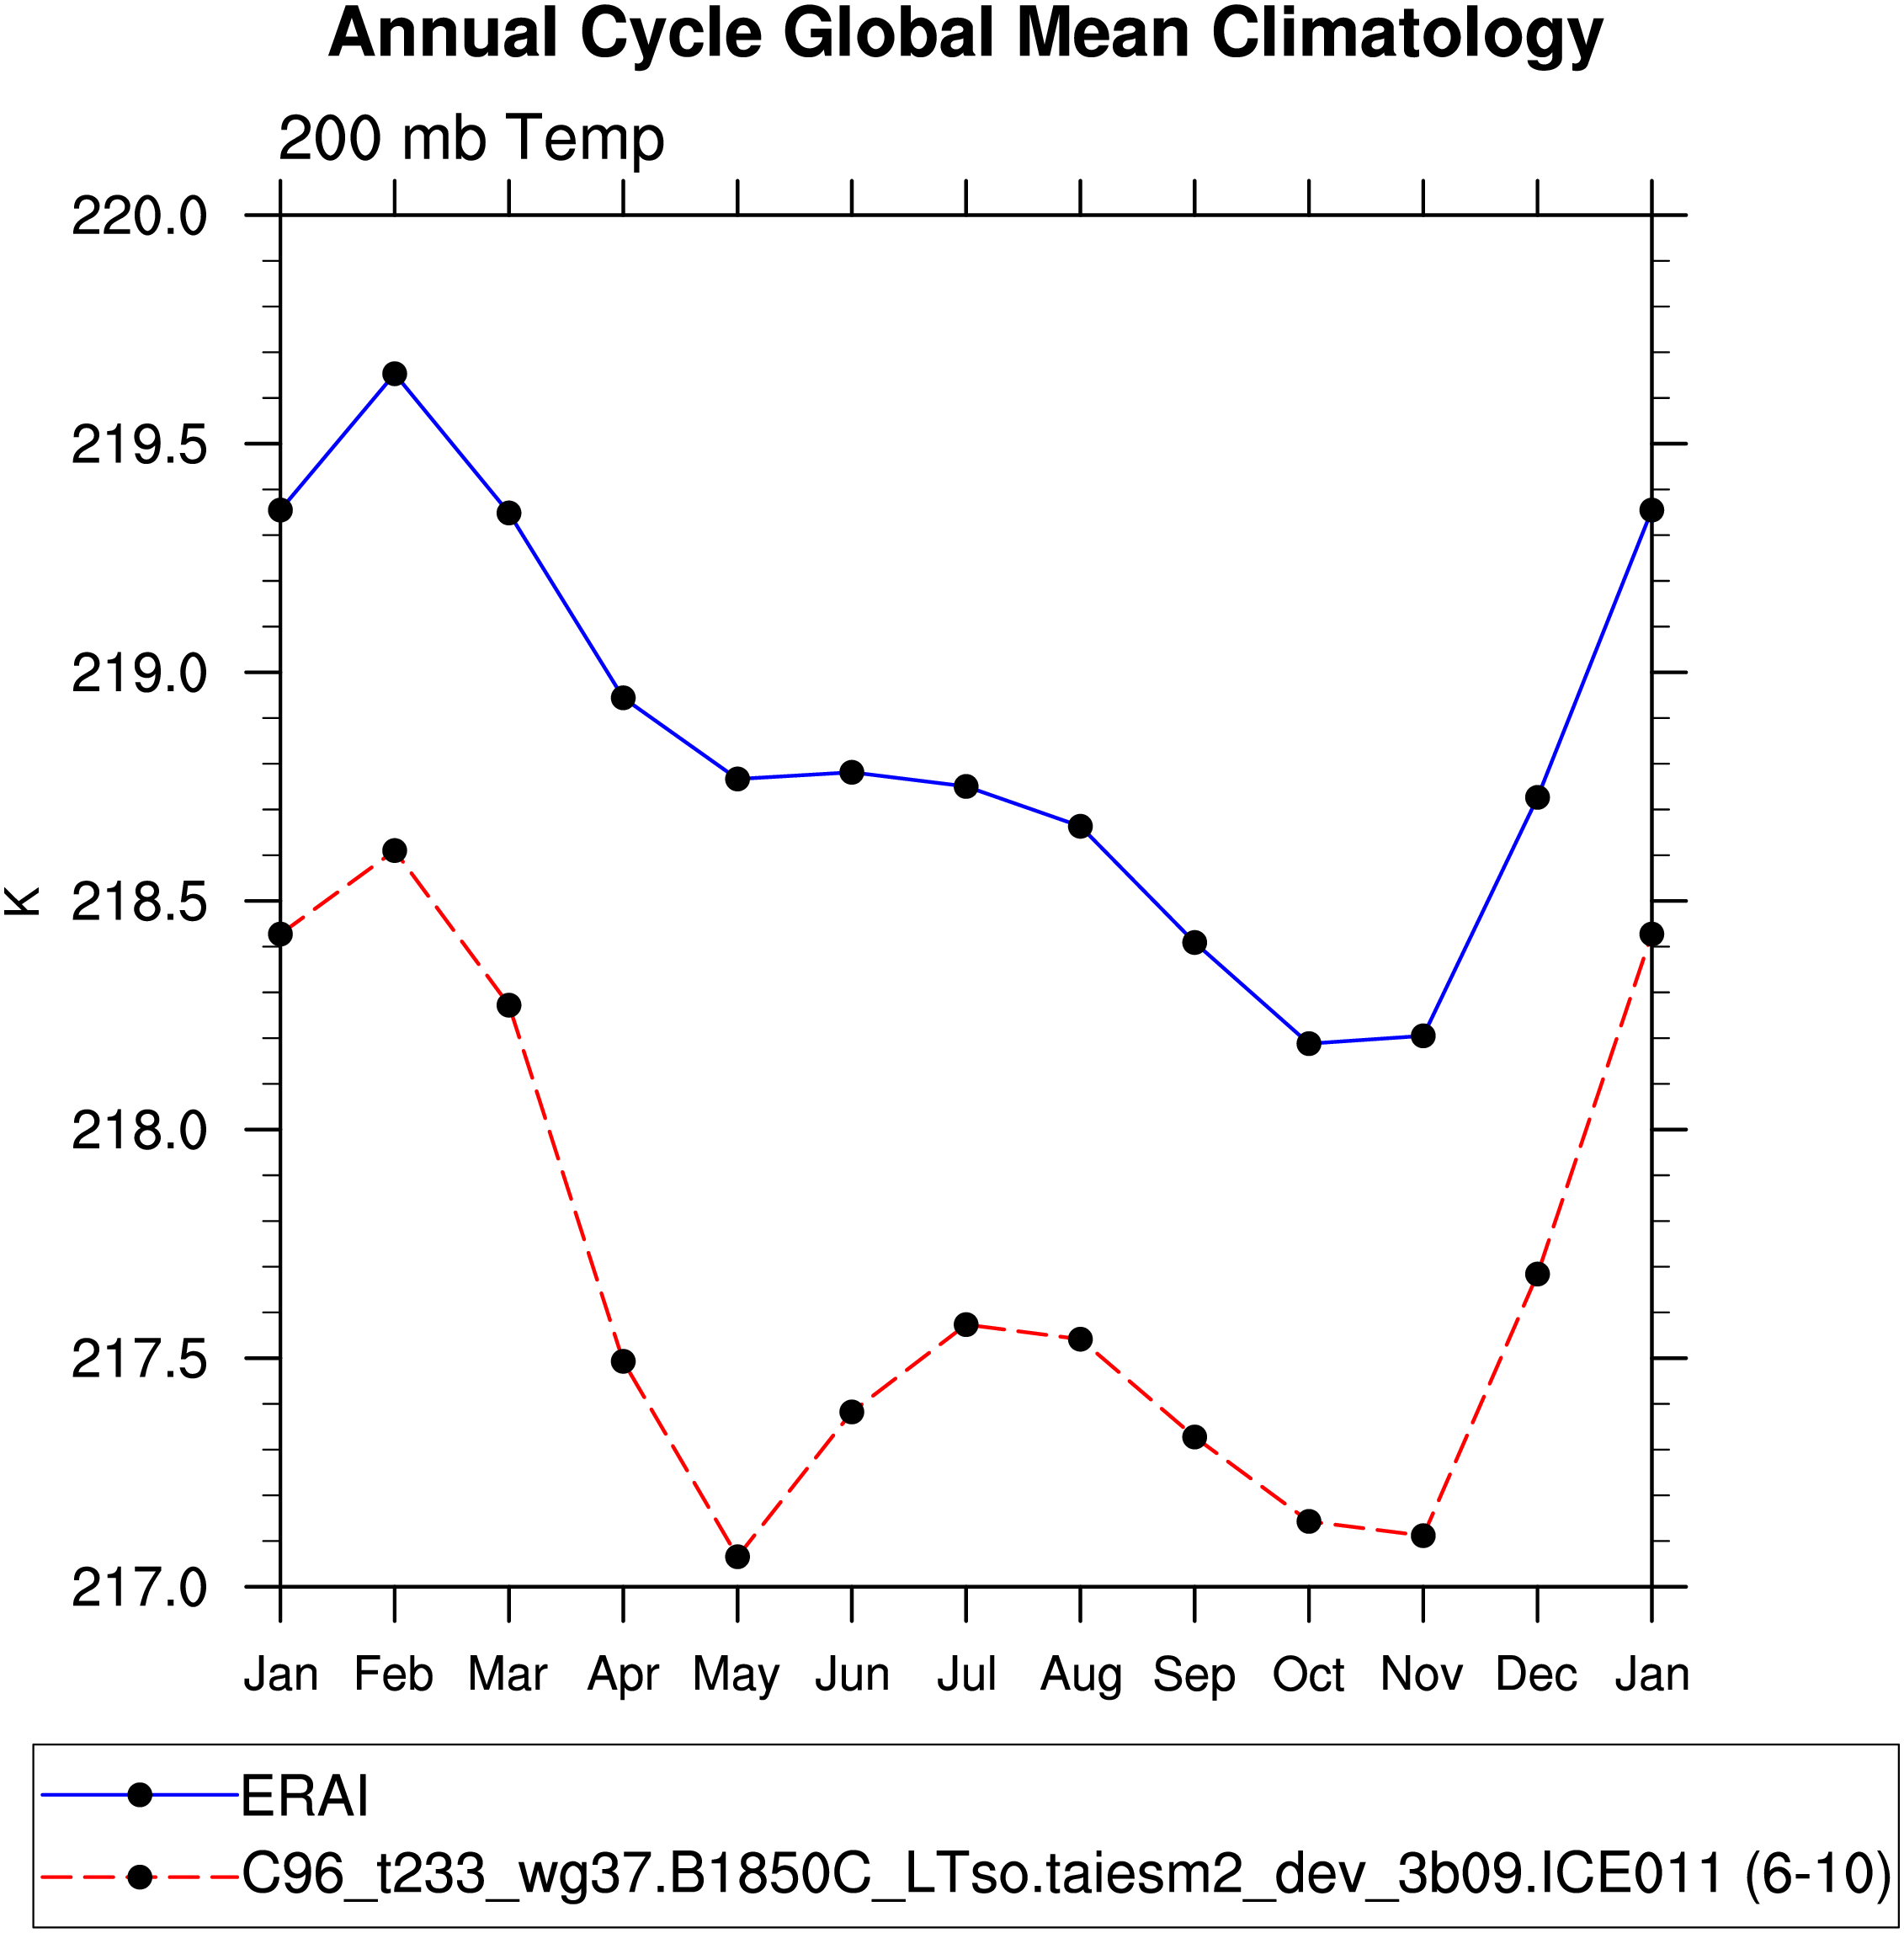 Annual Cycle Global Mean Climatology
200 mb Temp
220.0
219.5
219.0
K
218.5
218.0
217.5
217.0
Jan Feb Mar Apr May Jun Jul Aug Sep Oct Nov Dec Jan
ERAI
C96_t233_wg37.B1850C_LTso.taiesm2_dev_3b09.ICE011 (6-10)